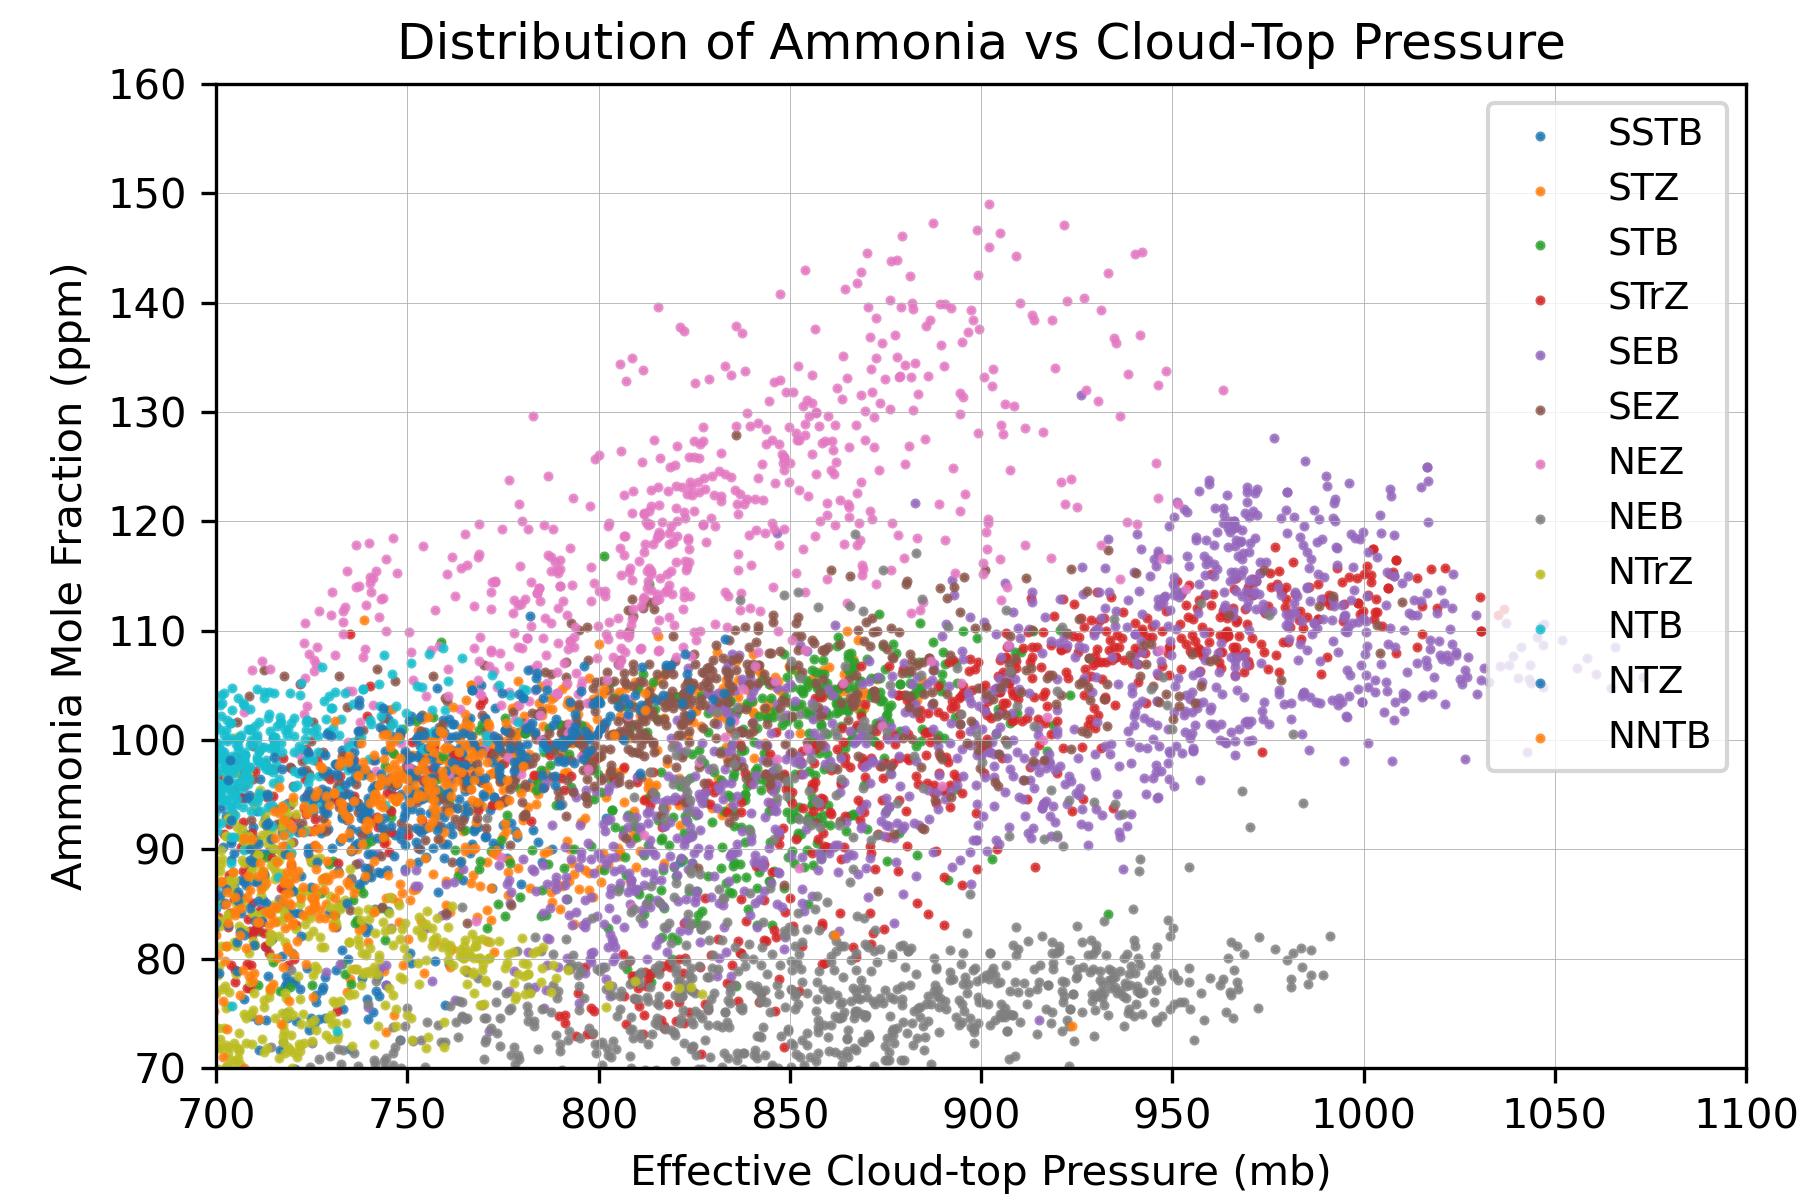 Distribution of Ammonia vs Cloud-Top Pressure
Ammonia Mole Fraction (ppm)
160
150
140
130
120
110
100
90
80
70
700 750 800 850 900 950 1000 1050 1100
Effective Cloud-top Pressure (mb)
SSTB
STZ
STB
STrZ
SEB
SEZ
NEZ
NEB
NTrZ
NTB
NTZ
NNTB